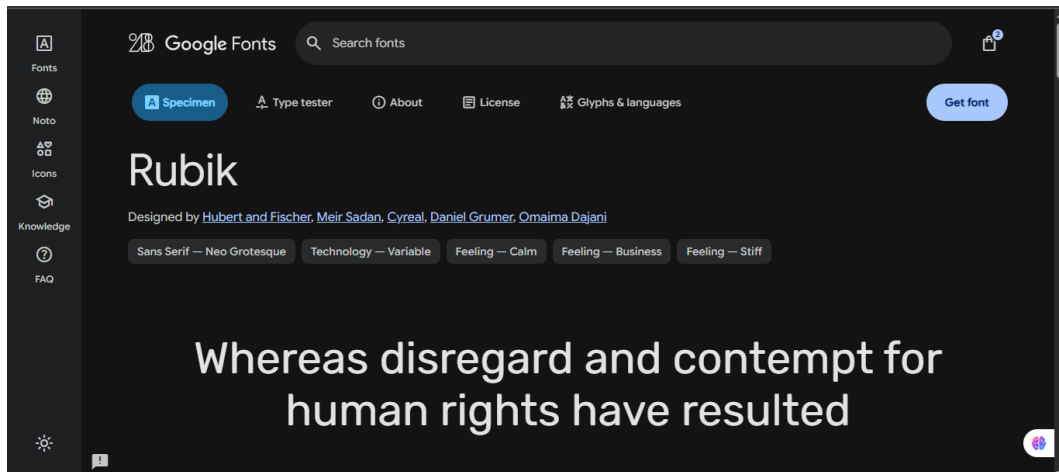 Google Fonts
Search fonts
2
Fonts
Noto
Icons
Knowledge
FAQ
Specimen
Type tester
About
License
Glyphs & languages
Get font
Rubik
Designed by Hubert and Fischer, Meir Sadan, Cyreal, Daniel Grumer, Omaima Dajani
Sans Serif — Neo Grotesque
Technology — Variable
Feeling — Calm
Feeling — Business
Feeling — Stiff
Whereas disregard and contempt for
human rights have resulted